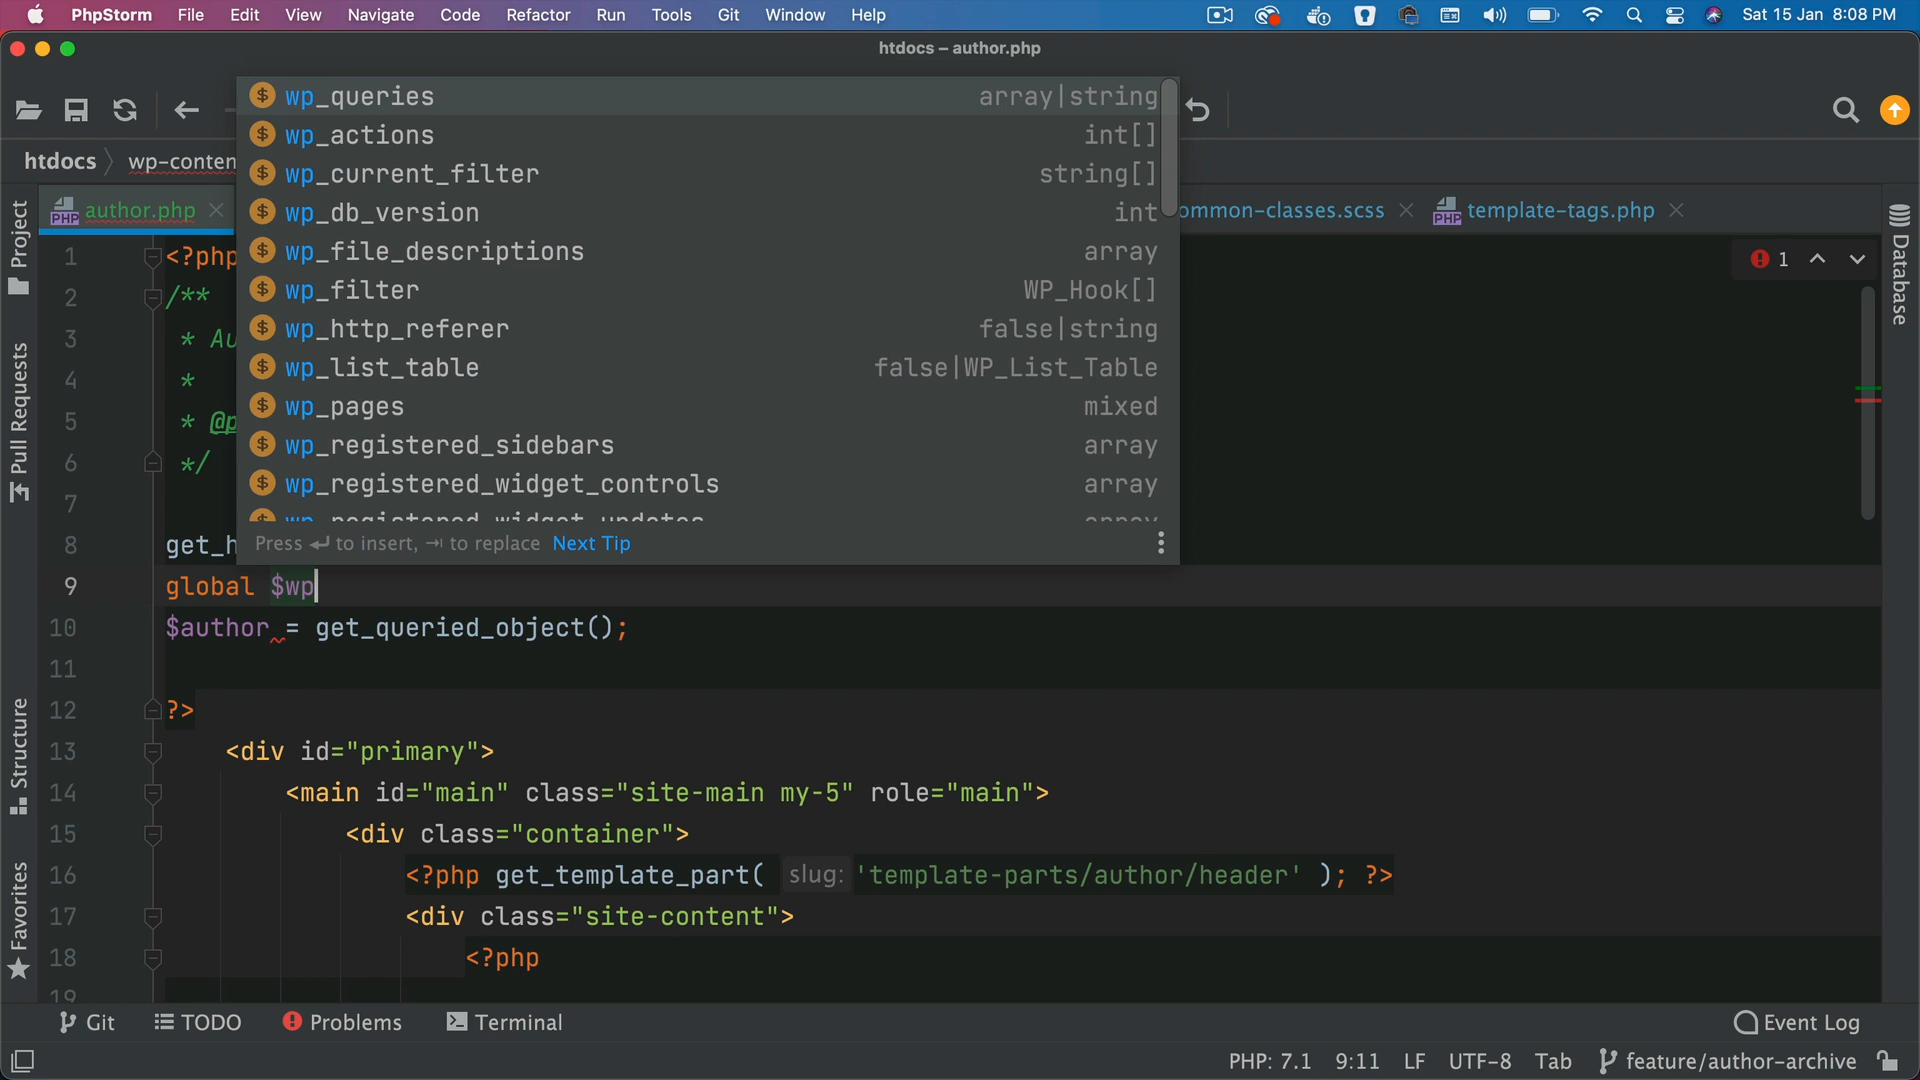 PhpStorm File Edit View Navigate Code Refactor Run Tools Git Window Help Sat 15 Jan 8:08 PM
htdocs – author.php
htdocs wp-conten
author.php ommon-classes.scss template-tags.php
wp_queries array|string
wp_actions int[]
wp_current_filter string[]
wp_db_version int
wp_file_descriptions array
wp_filter WP_Hook[]
wp_http_referer false|string
wp_list_table false|WP_List_Table
wp_pages mixed
wp_registered_sidebars array
wp_registered_widget_controls array
wp_registered_widget_updates array
Press ↵ to insert, ⇥ to replace Next Tip
1 <?php
2 /**
3 * Au
4 *
5 * @p
6 */
7
8 get_h
9 global $wp
10 $author = get_queried_object();
11
12 ?>
13 <div id="primary">
14 <main id="main" class="site-main my-5" role="main">
15 <div class="container">
16 <?php get_template_part( slug: 'template-parts/author/header' ); ?>
17 <div class="site-content">
18 <?php
19
1
Project
Pull Requests
Structure
Favorites
Database
Git TODO Problems Terminal Event Log
PHP: 7.1 9:11 LF UTF-8 Tab feature/author-archive